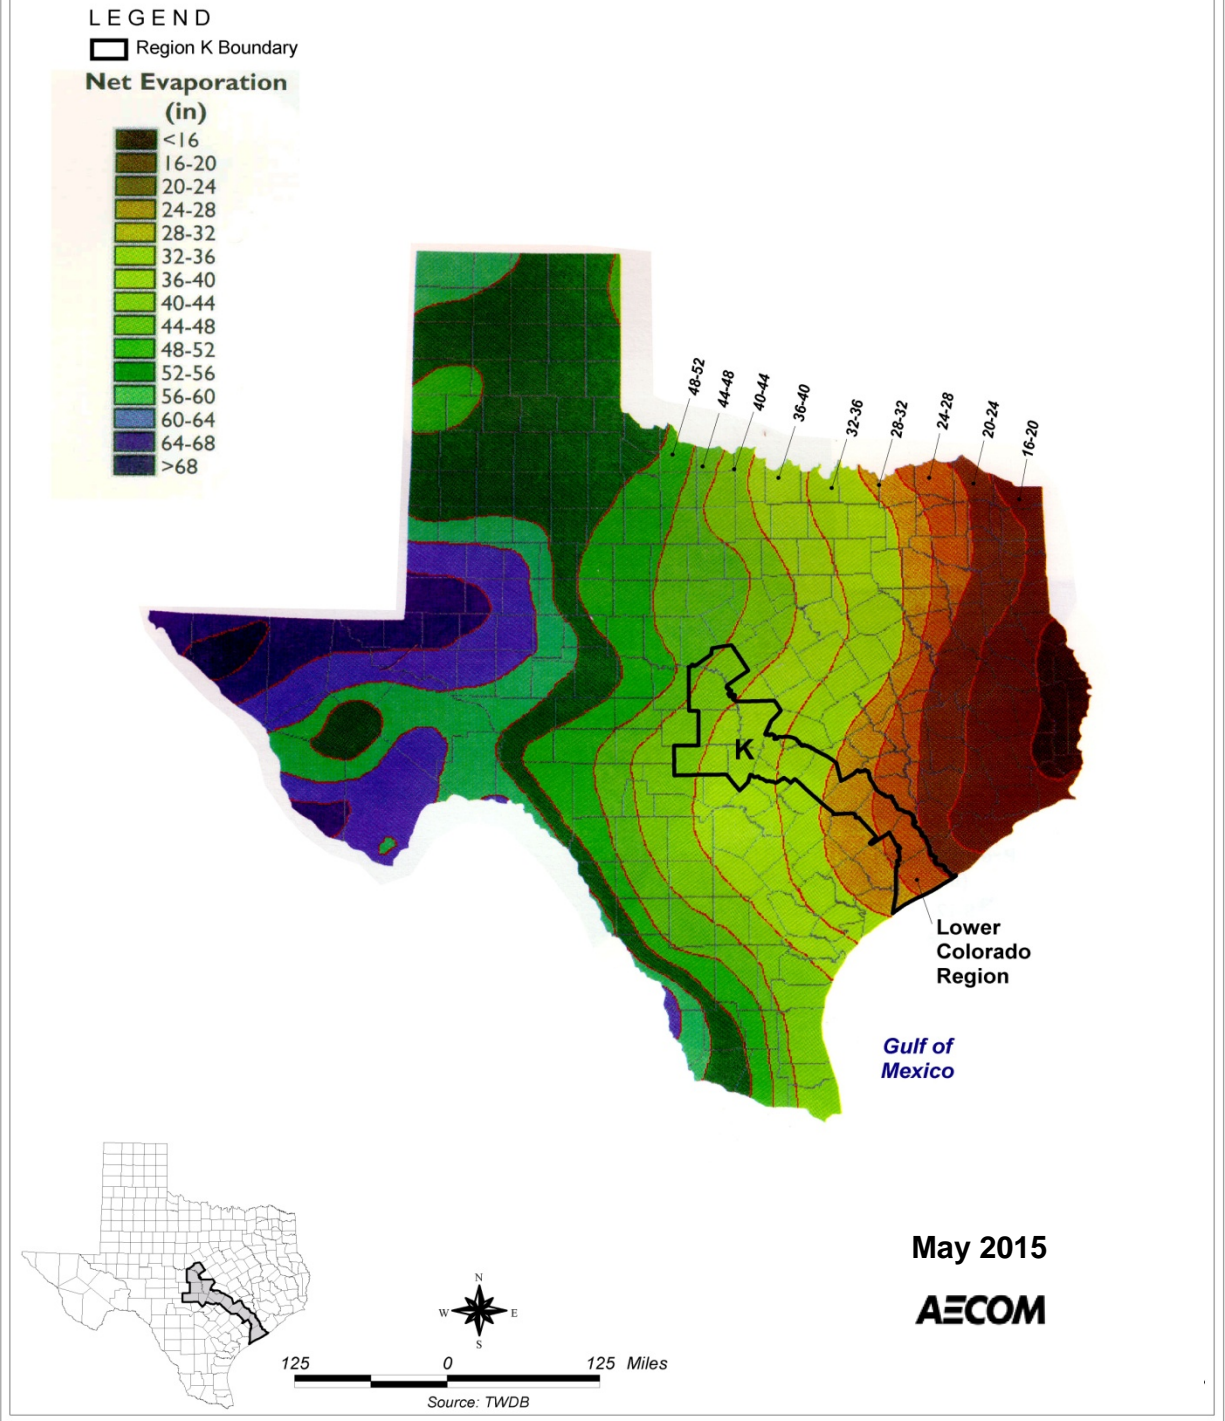 LEGEND
Region K Boundary
Net Evaporation
(in)
<16
16-20
20-24
24-28
28-32
32-36
36-40
40-44
44-48
48-52
52-56
56-60
60-64
64-68
>68
48-52
44-48
40-44
36-40
32-36
28-32
24-28
20-24
16-20
K
Lower
Colorado
Region
Gulf of
Mexico
May 2015
AECOM
N
W E
S
125 0 125 Miles
Source: TWDB